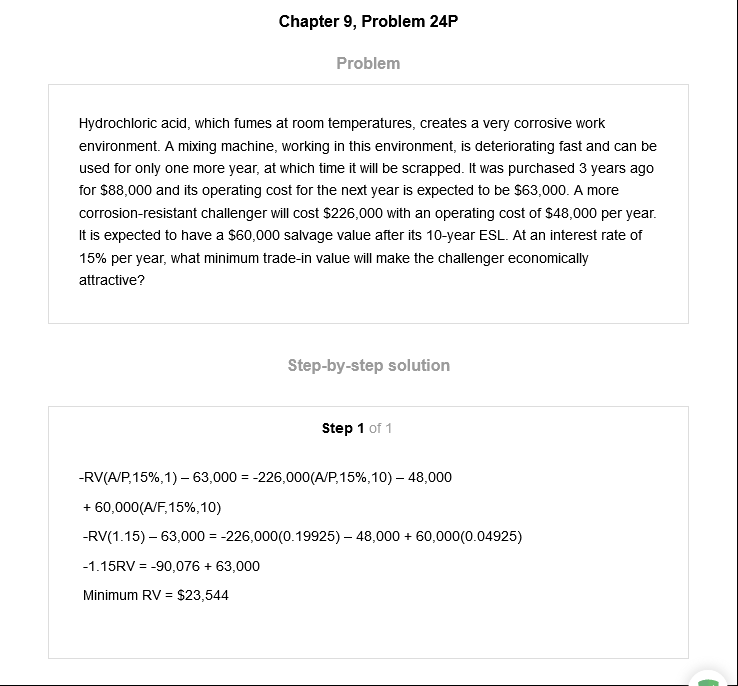 Chapter 9, Problem 24P
Problem
Hydrochloric acid, which fumes at room temperatures, creates a very corrosive work
environment. A mixing machine, working in this environment, is deteriorating fast and can be
used for only one more year, at which time it will be scrapped. It was purchased 3 years ago
for $88,000 and its operating cost for the next year is expected to be $63,000. A more
corrosion-resistant challenger will cost $226,000 with an operating cost of $48,000 per year.
It is expected to have a $60,000 salvage value after its 10-year ESL. At an interest rate of
15% per year, what minimum trade-in value will make the challenger economically
attractive?
Step-by-step solution
Step 1 of 1
-RV(A/P,15%,1) – 63,000 = -226,000(A/P,15%,10) – 48,000
+ 60,000(A/F,15%,10)
-RV(1.15) – 63,000 = -226,000(0.19925) – 48,000 + 60,000(0.04925)
-1.15RV = -90,076 + 63,000
Minimum RV = $23,544